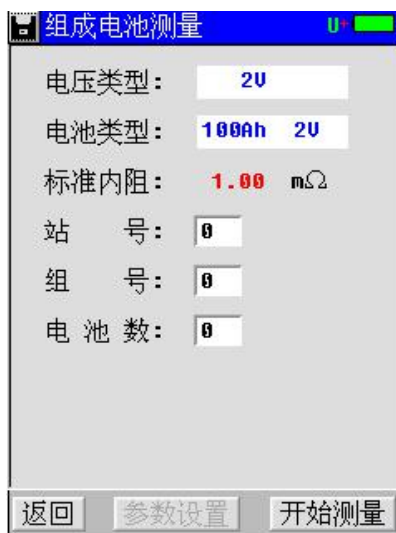 组成电池测量 U+
电压类型: 2V
电池类型: 100Ah 2V
标准内阻: 1.00 mΩ
站 号: 0
组 号: 0
电 池 数: 0
返回 参数设置 开始测量